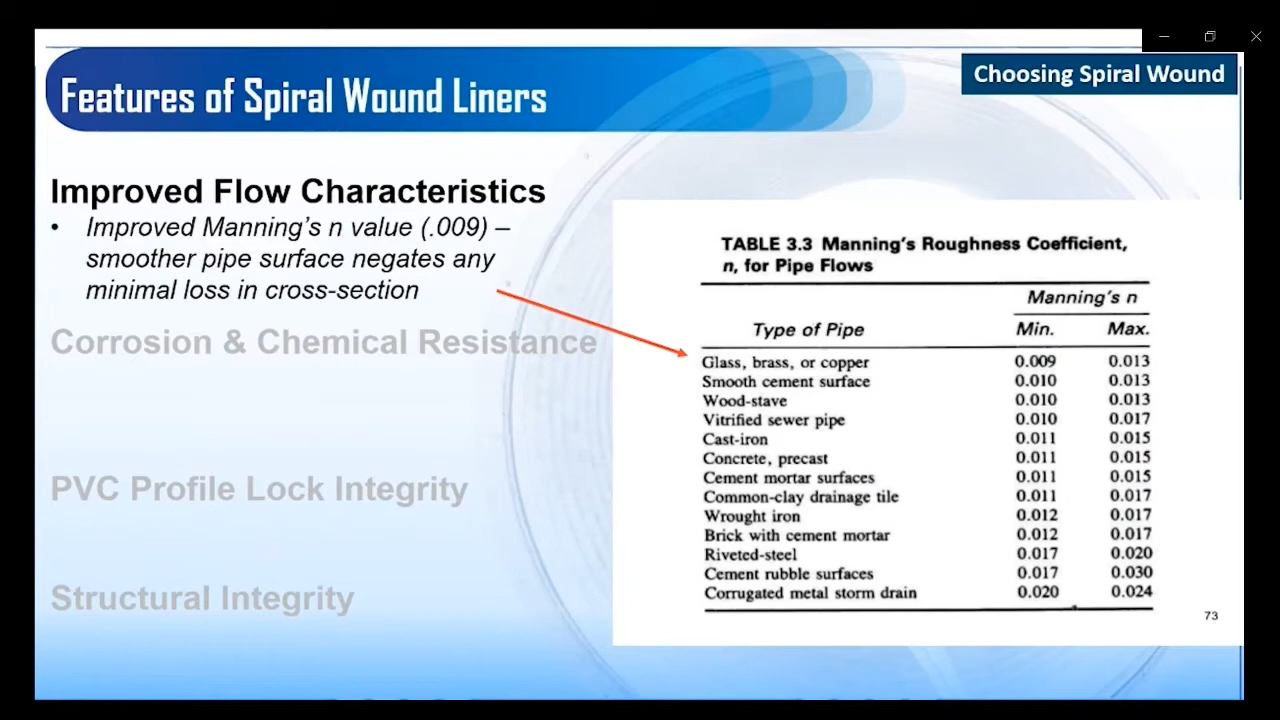 Features of Spiral Wound Liners
Choosing Spiral Wound
Improved Flow Characteristics
• Improved Manning's n value (.009) –
smoother pipe surface negates any
minimal loss in cross-section
Corrosion & Chemical Resistance
PVC Profile Lock Integrity
Structural Integrity
TABLE 3.3 Manning's Roughness Coefficient,
n, for Pipe Flows
Manning's n
Type of Pipe Min. Max.
Glass, brass, or copper 0.009 0.013
Smooth cement surface 0.010 0.013
Wood-stave 0.010 0.013
Vitrified sewer pipe 0.010 0.017
Cast-iron 0.011 0.015
Concrete, precast 0.011 0.015
Cement mortar surfaces 0.011 0.015
Common-clay drainage tile 0.011 0.017
Wrought iron 0.012 0.017
Brick with cement mortar 0.012 0.017
Riveted-steel 0.017 0.020
Cement rubble surfaces 0.017 0.030
Corrugated metal storm drain 0.020 0.024
73